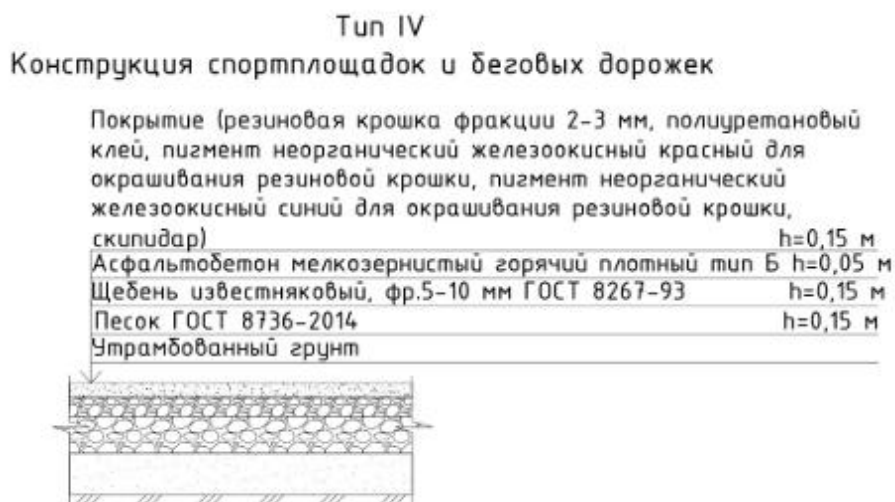 Тип IV
Конструкция спортплощадок и беговых дорожек
Покрытие (резиновая крошка фракции 2-3 мм, полиуретановый
клей, пигмент неорганический железоокисный красный для
окрашивания резиновой крошки, пигмент неорганический
железоокисный синий для окрашивания резиновой крошки,
скипидар) h=0,15 м
Асфальтобетон мелкозернистый горячий плотный тип Б h=0,05 м
Щебень известняковый, фр.5-10 мм ГОСТ 8267-93 h=0,15 м
Песок ГОСТ 8736-2014 h=0,15 м
Утрамбованный грунт